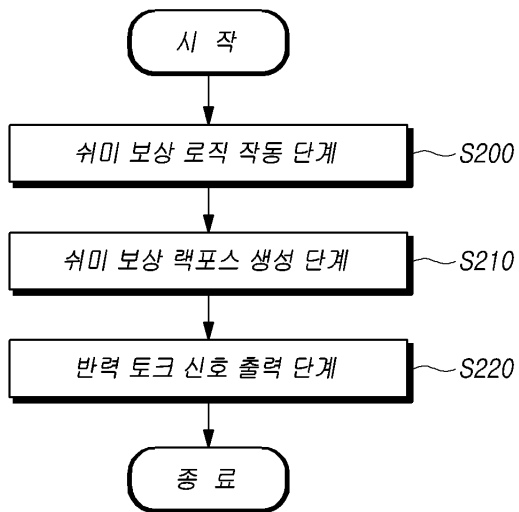 시 작
쉬미 보상 로직 작동 단계 S200
쉬미 보상 랙포스 생성 단계 S210
반력 토크 신호 출력 단계 S220
종 료